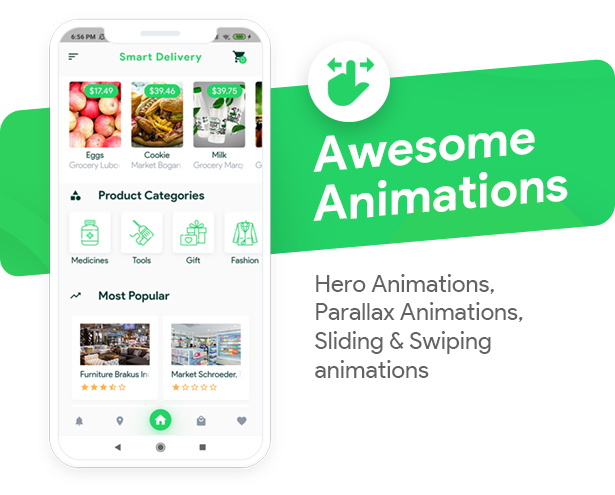 6:56 PM
Smart Delivery
$17.49
$39.46
$39.75
Eggs
Cookie
Milk
Grocery Lubo
Market Bogan
Grocery Marq
G
Product Categories
Medicines
Tools
Gift
Fashion
Most Popular
Furniture Brakus In
Market Schroeder,
Awesome
Animations
Hero Animations,
Parallax Animations,
Sliding & Swiping
animations